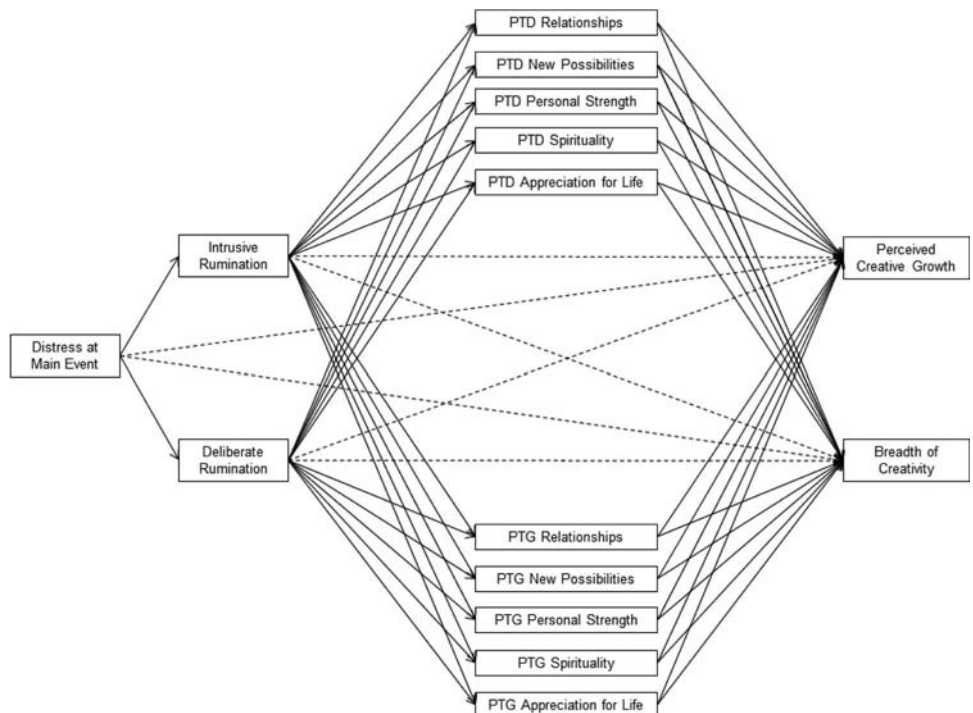 PTD Relationships
PTD New Possibilities
PTD Personal Strength
PTD Spirituality
PTD Appreciation for Life
Intrusive
Rumination
Perceived
Creative Growth
Distress at
Main Event
Deliberate
Rumination
Breadth of
Creativity
PTG Relationships
PTG New Possibilities
PTG Personal Strength
PTG Spirituality
PTG Appreciation for Life